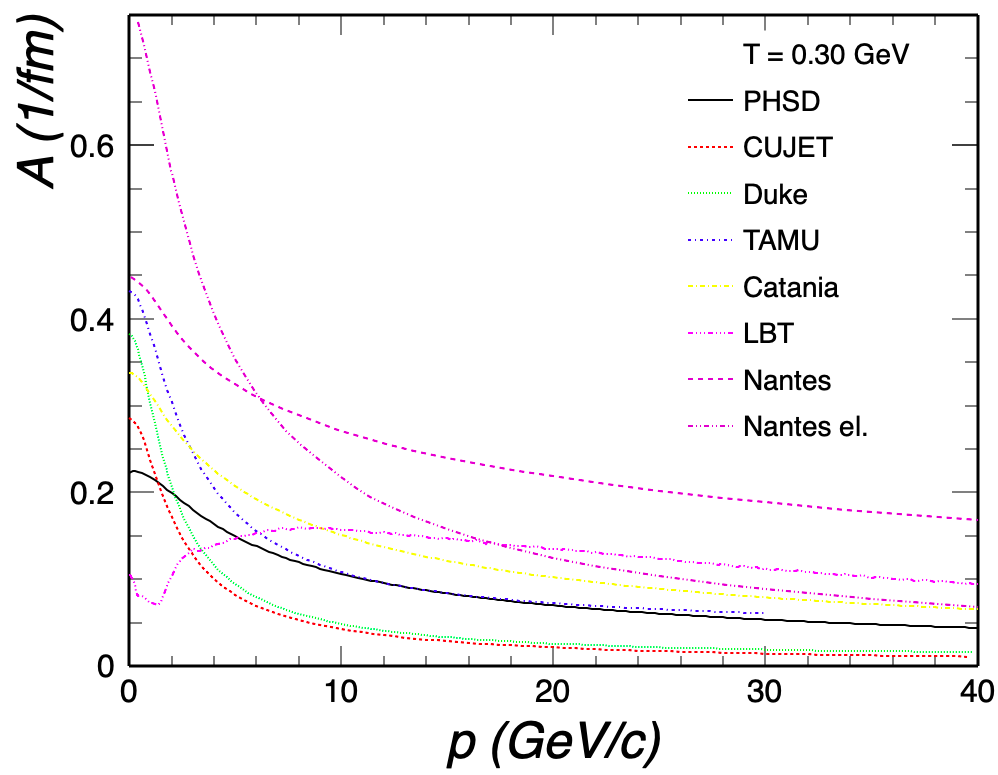 A (1/fm)
0.6
0.4
0.2
0
T = 0.30 GeV
PHSD
CUJET
Duke
TAMU
Catania
LBT
Nantes
Nantes el.
0 10 20 30 40
p (GeV/c)